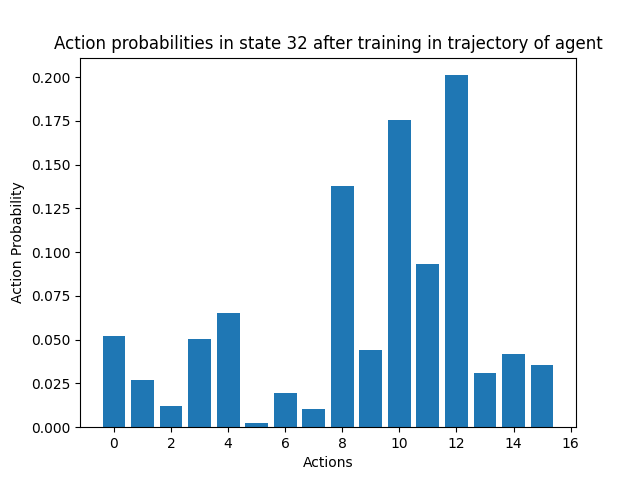 Action probabilities in state 32 after training in trajectory of agent
0.200
0.175
0.150
0.125
0.100
0.075
0.050
0.025
0.000
Action Probability
0 2 4 6 8 10 12 14 16
Actions